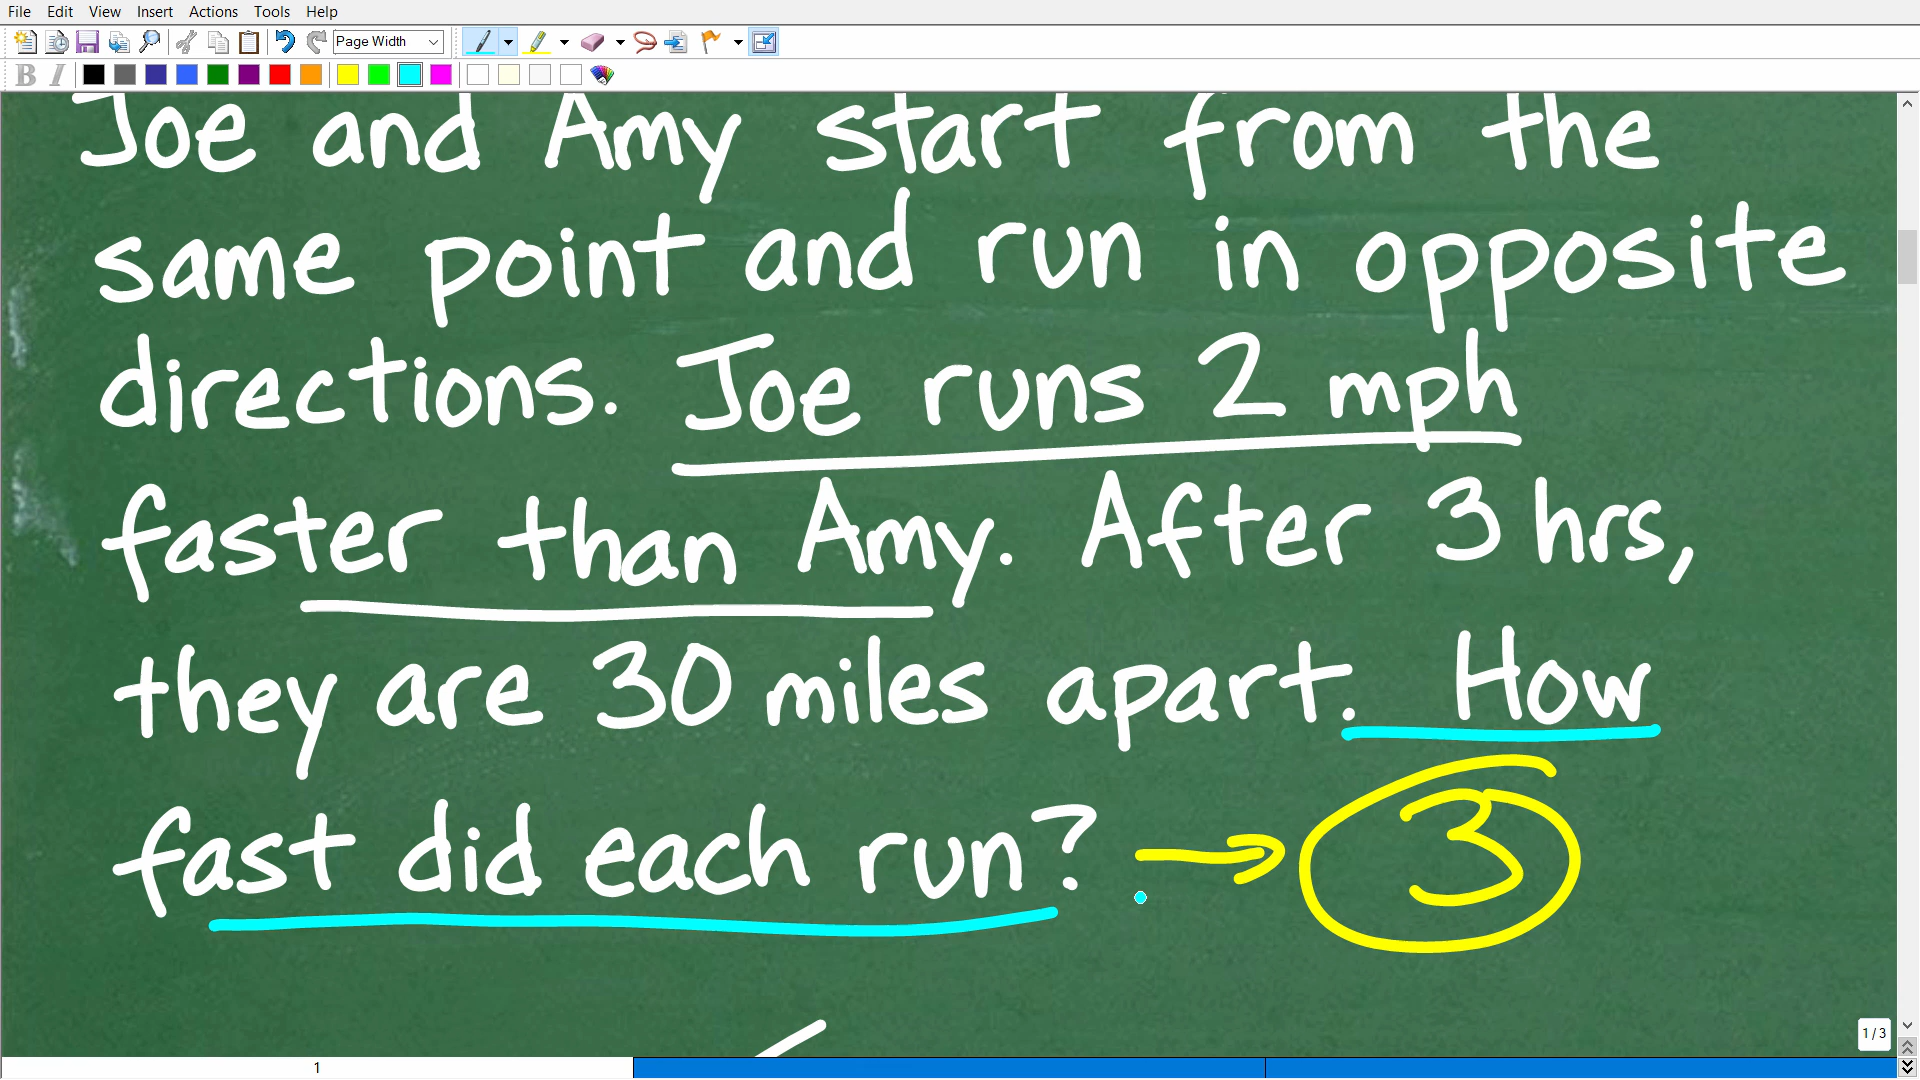 File Edit View Insert Actions Tools Help
Page Width
B I
Joe and Amy start from the
same point and run in opposite
directions. Joe runs 2 mph
faster than Amy. After 3 hrs,
they are 30 miles apart. How
fast did each run? → 3
1 / 3
1